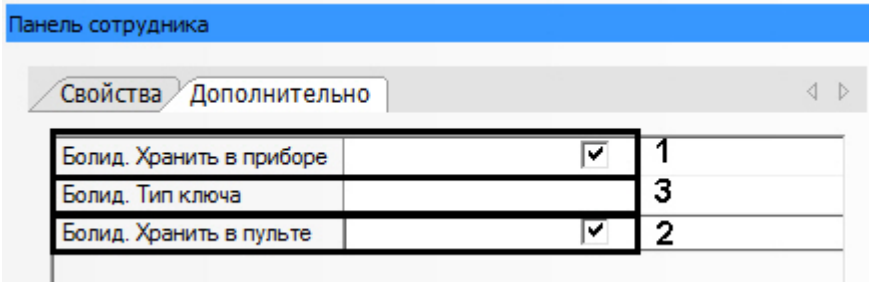 Панель сотрудника
Свойства Дополнительно
Болид. Хранить в приборе 1
Болид. Тип ключа 3
Болид. Хранить в пульте 2